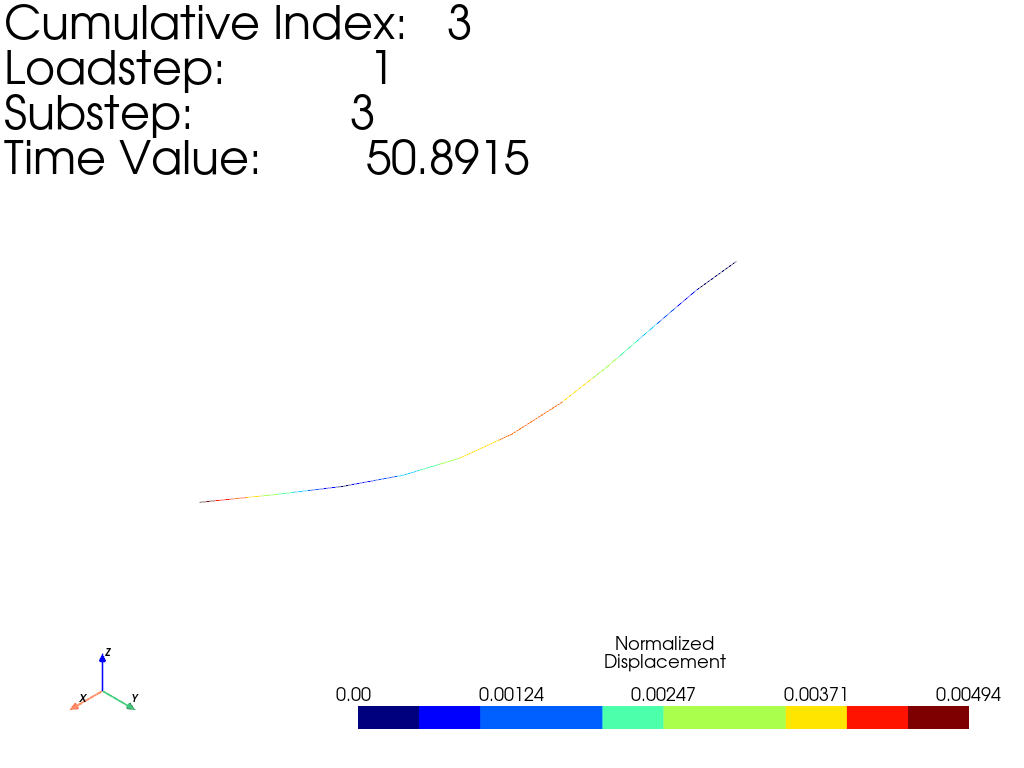 Cumulative Index: 3
Loadstep: 1
Substep: 3
Time Value: 50.8915
Normalized
Displacement
0.00 0.00124 0.00247 0.00371 0.00494
Z
X
Y